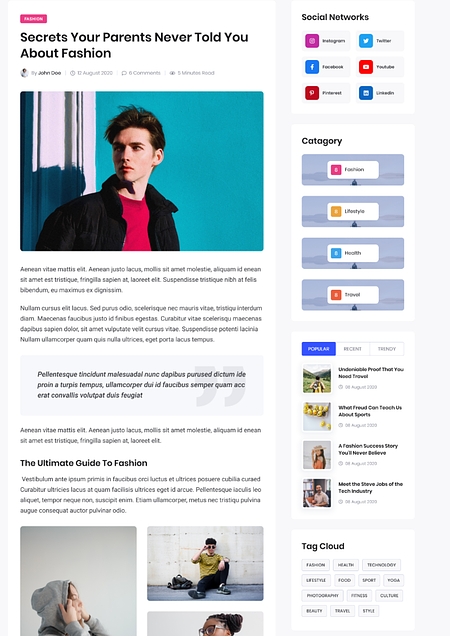 FASHION
Secrets Your Parents Never Told You
About Fashion
By John Doe
12 August 2022
6 Comments
5 Minutes Read
Aenean vitae mattis elit. Aenean justo lacus, mollis sit amet molestie, aliquam id enean
sit amet est tristique, fringilla sapien at, laoreet elit. Suspendisse tristique nibh at felis
bibendum, eu maximus ex dignissim.
Nullam cursus elit lacus. Sed purus odio, scelerisque nec mauris vitae, tristiqu interdum
diam. Maecenas faucibus justo id finibus egestas. Curabitur vitae scelerisqu maecenas
dapibus sapien dolor, sit amet vulputate velit cursus vitae. Suspendisse potenti lacinia
Nullam ullamcorper quam quis nulla ultrices, eget porta lacus tempus.
Pellentesque tincidunt malesuadal nunc dapibus purused dictum ide
proin a turpis tempus, ullamcorper dui id faucibus semper quam acc
erat convallis volutpat duis feugiat
Aenean vitae mattis elit. Aenean justo lacus, mollis sit amet molestie, aliquam id enean
sit amet est tristique, fringilla sapien at, laoreet elit.
The Ultimate Guide To Fashion
Vestibulum ante ipsum primis in faucibus orci luctus et ultrices posuere cubilia curaed
Curabitur ultricies lacus at quam facilisis ultrices eget id arcue. Pellentesque iaculis leo
aliquet, tempor neque non, suscipit enim. Etiam ullamcorper, metus nec tristiqu pulvina
augue consequat auctor pulvinar odio.
Social Networks
Instagram
Twitter
Facebook
Youtube
Pinterest
Linkedin
Catagory
Fashion
Lifestyle
Health
Travel
POPULAR
RECENT
TRENDY
Undeniable Proof That You
Need Travel
08 August 2023
What Freud Can Teach Us
About Sports
08 August 2023
A Fashion Success Story
You'll Never Believe
08 August 2023
Meet the Steve Jobs of the
Tech Industry
08 August 2023
Tag Cloud
FASHION
HEALTH
TECHNOLOGY
LIFESTYLE
FOOD
SPORT
YOGA
PHOTOGRAPHY
FITNESS
CULTURE
BEAUTY
TRAVEL
STYLE